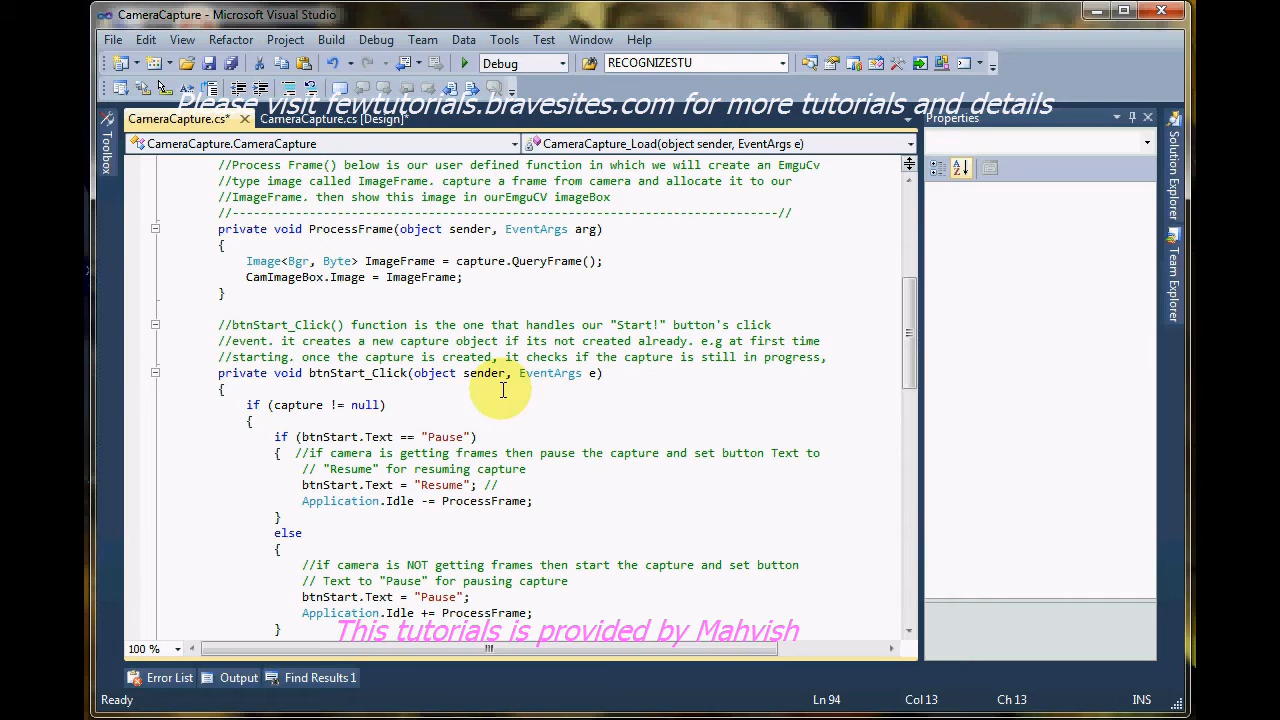 CameraCapture - Microsoft Visual Studio
File Edit View Refactor Project Build Debug Team Data Tools Test Window Help
Debug RECOGNIZESTU
Please visit fewtutorials.bravesites.com for more tutorials and details
CameraCapture.cs* CameraCapture.cs [Design]*
Properties
CameraCapture.CameraCapture CameraCapture_Load(object sender, EventArgs e)
Toolbox
Solution Explorer
Team Explorer
//Process Frame() below is our user defined function in which we will create an EmguCv
//type image called ImageFrame. capture a frame from camera and allocate it to our
//ImageFrame. then show this image in ourEmguCV imageBox
//------------------------------------------------------------------------------//
private void ProcessFrame(object sender, EventArgs arg)
{
Image<Bgr, Byte> ImageFrame = capture.QueryFrame();
CamImageBox.Image = ImageFrame;
}
//btnStart_Click() function is the one that handles our "Start!" button's click
//event. it creates a new capture object if its not created already. e.g at first time
//starting. once the capture is created, it checks if the capture is still in progress,
private void btnStart_Click(object sender, EventArgs e)
{
if (capture != null)
{
if (btnStart.Text == "Pause")
{ //if camera is getting frames then pause the capture and set button Text to
// "Resume" for resuming capture
btnStart.Text = "Resume"; //
Application.Idle -= ProcessFrame;
}
else
{
//if camera is NOT getting frames then start the capture and set button
// Text to "Pause" for pausing capture
btnStart.Text = "Pause";
Application.Idle += ProcessFrame;
}
This tutorials is provided by Mahvish
100 %
Error List Output Find Results 1
Ready Ln 94 Col 13 Ch 13 INS